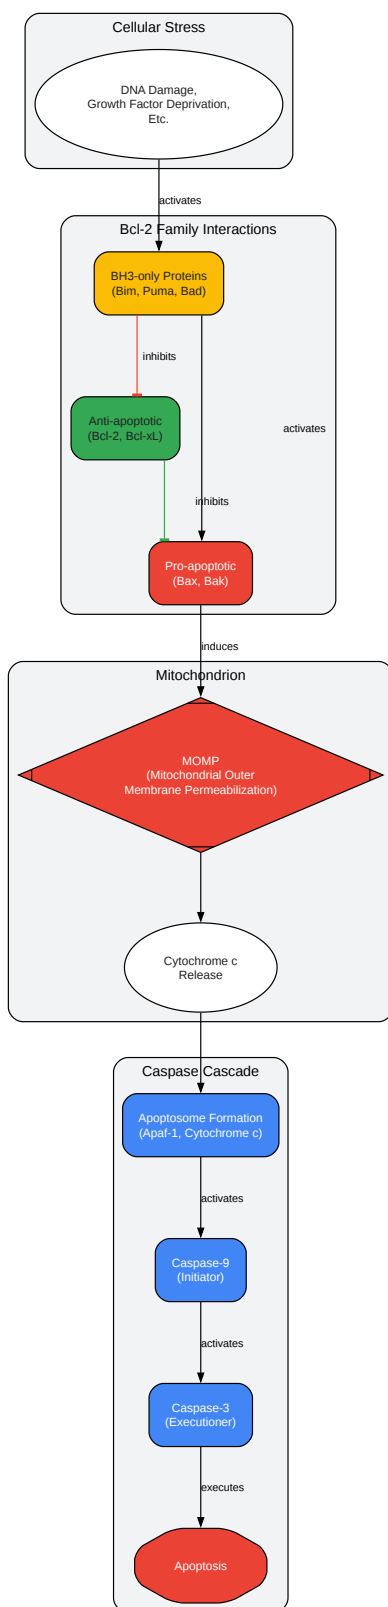 Cellular Stress
DNA Damage,
Growth Factor Deprivation,
Etc.
activates
Bcl-2 Family Interactions
BH3-only Proteins
(Bim, Puma, Bad)
inhibits
Anti-apoptotic
(Bcl-2, Bcl-xL)
activates
inhibits
Pro-apoptotic
(Bax, Bak)
induces
Mitochondrion
MOMP
(Mitochondrial Outer
Membrane Permeabilization)
Cytochrome c
Release
Caspase Cascade
Apoptosome Formation
(Apaf-1, Cytochrome c)
activates
Caspase-9
(Initiator)
activates
Caspase-3
(Executioner)
executes
Apoptosis